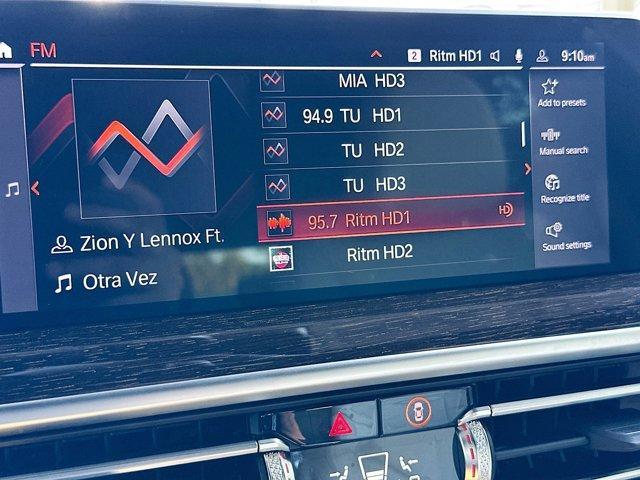 FM
2 Ritm HD1 9:10am
MIA HD3
94.9 TU HD1
TU HD2
TU HD3
95.7 Ritm HD1 HD
Ritm HD2
Zion Y Lennox Ft.
Otra Vez
Add to presets
Manual search
Recognize title
Sound settings